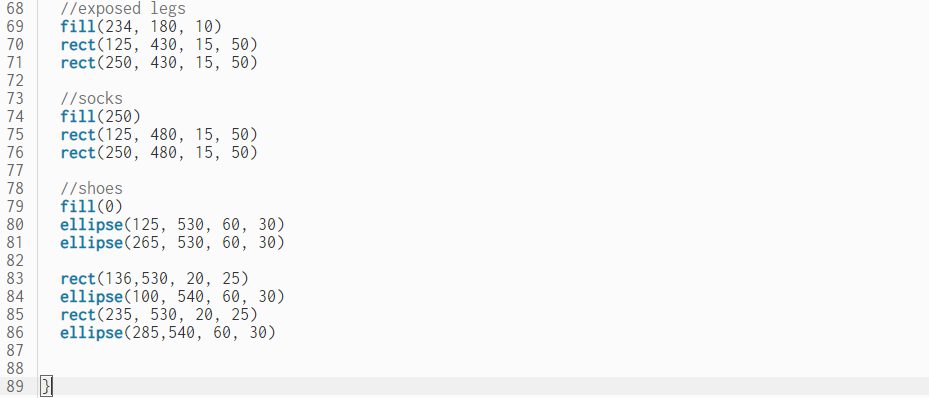 68 //exposed legs
69 fill(234, 180, 10)
70 rect(125, 430, 15, 50)
71 rect(250, 430, 15, 50)
72
73 //socks
74 fill(250)
75 rect(125, 480, 15, 50)
76 rect(250, 480, 15, 50)
77
78 //shoes
79 fill(0)
80 ellipse(125, 530, 60, 30)
81 ellipse(265, 530, 60, 30)
82
83 rect(136,530, 20, 25)
84 ellipse(100, 540, 60, 30)
85 rect(235, 530, 20, 25)
86 ellipse(285,540, 60, 30)
87
88
89 }